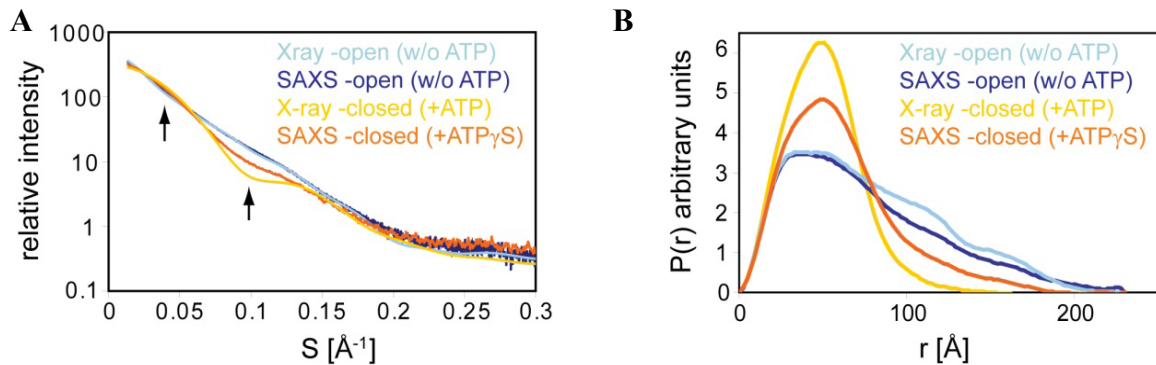 A
relative intensity
1000
100
10
1
0.1
Xray -open (w/o ATP)
SAXS -open (w/o ATP)
X-ray -closed (+ATP)
SAXS -closed (+ATPγS)
0 0.05 0.1 0.15 0.2 0.25 0.3
S [Å⁻¹]
B
P(r) arbitrary units
6
5
4
3
2
1
0
Xray -open (w/o ATP)
SAXS -open (w/o ATP)
X-ray -closed (+ATP)
SAXS -closed (+ATPγS)
0 100 200
r [Å]